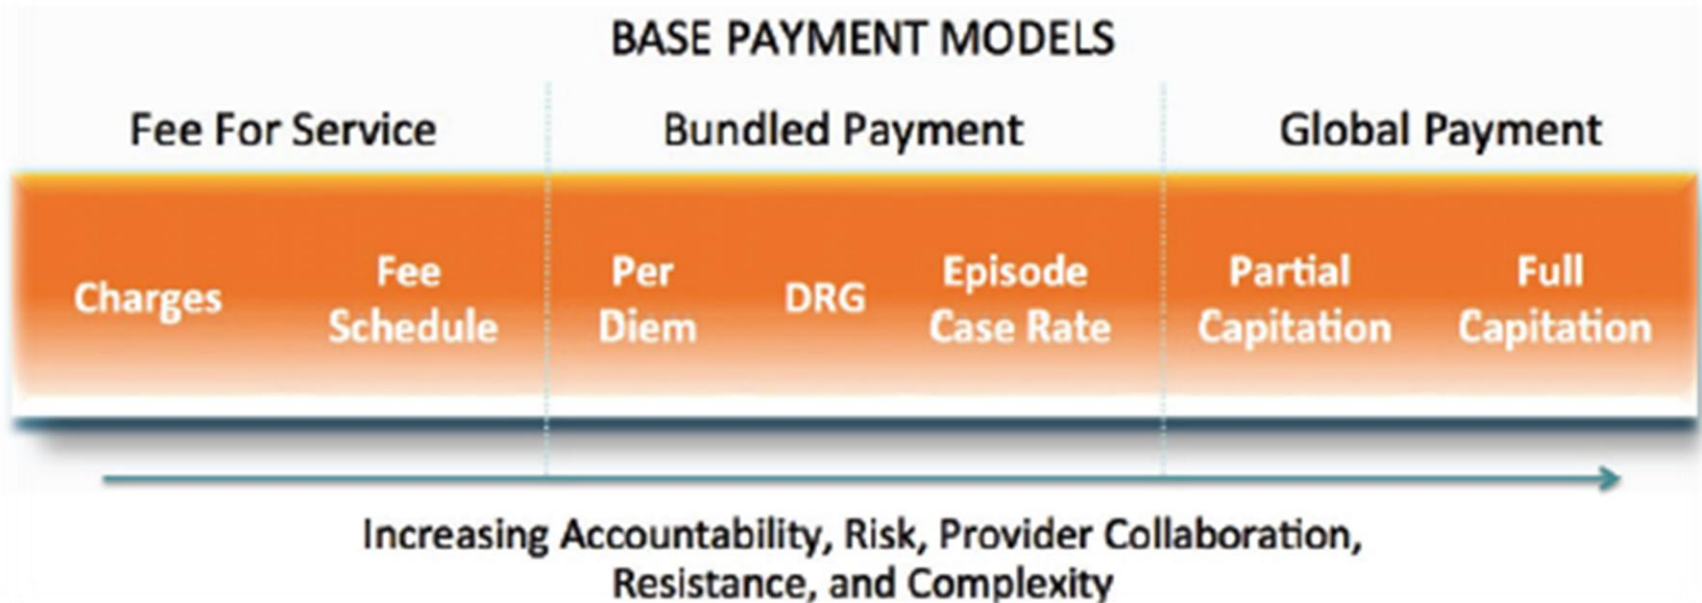 BASE PAYMENT MODELS
Fee For Service
Bundled Payment
Global Payment
Charges
Fee
Schedule
Per
Diem
DRG
Episode
Case Rate
Partial
Capitation
Full
Capitation
Increasing Accountability, Risk, Provider Collaboration,
Resistance, and Complexity